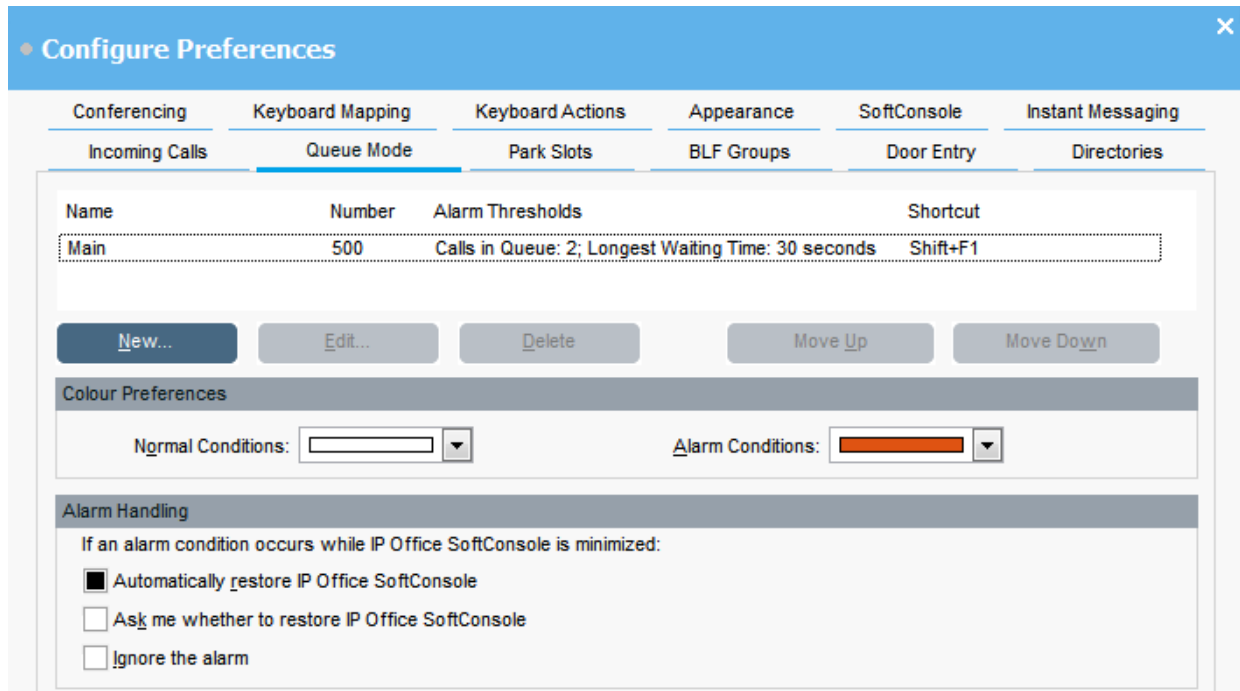 Configure Preferences
Conferencing Keyboard Mapping Keyboard Actions Appearance SoftConsole Instant Messaging
Incoming Calls Queue Mode Park Slots BLF Groups Door Entry Directories
Name Number Alarm Thresholds Shortcut
Main 500 Calls in Queue: 2; Longest Waiting Time: 30 seconds Shift+F1
New... Edit... Delete Move Up Move Down
Colour Preferences
Normal Conditions: Alarm Conditions:
Alarm Handling
If an alarm condition occurs while IP Office SoftConsole is minimized:
Automatically restore IP Office SoftConsole
Ask me whether to restore IP Office SoftConsole
Ignore the alarm